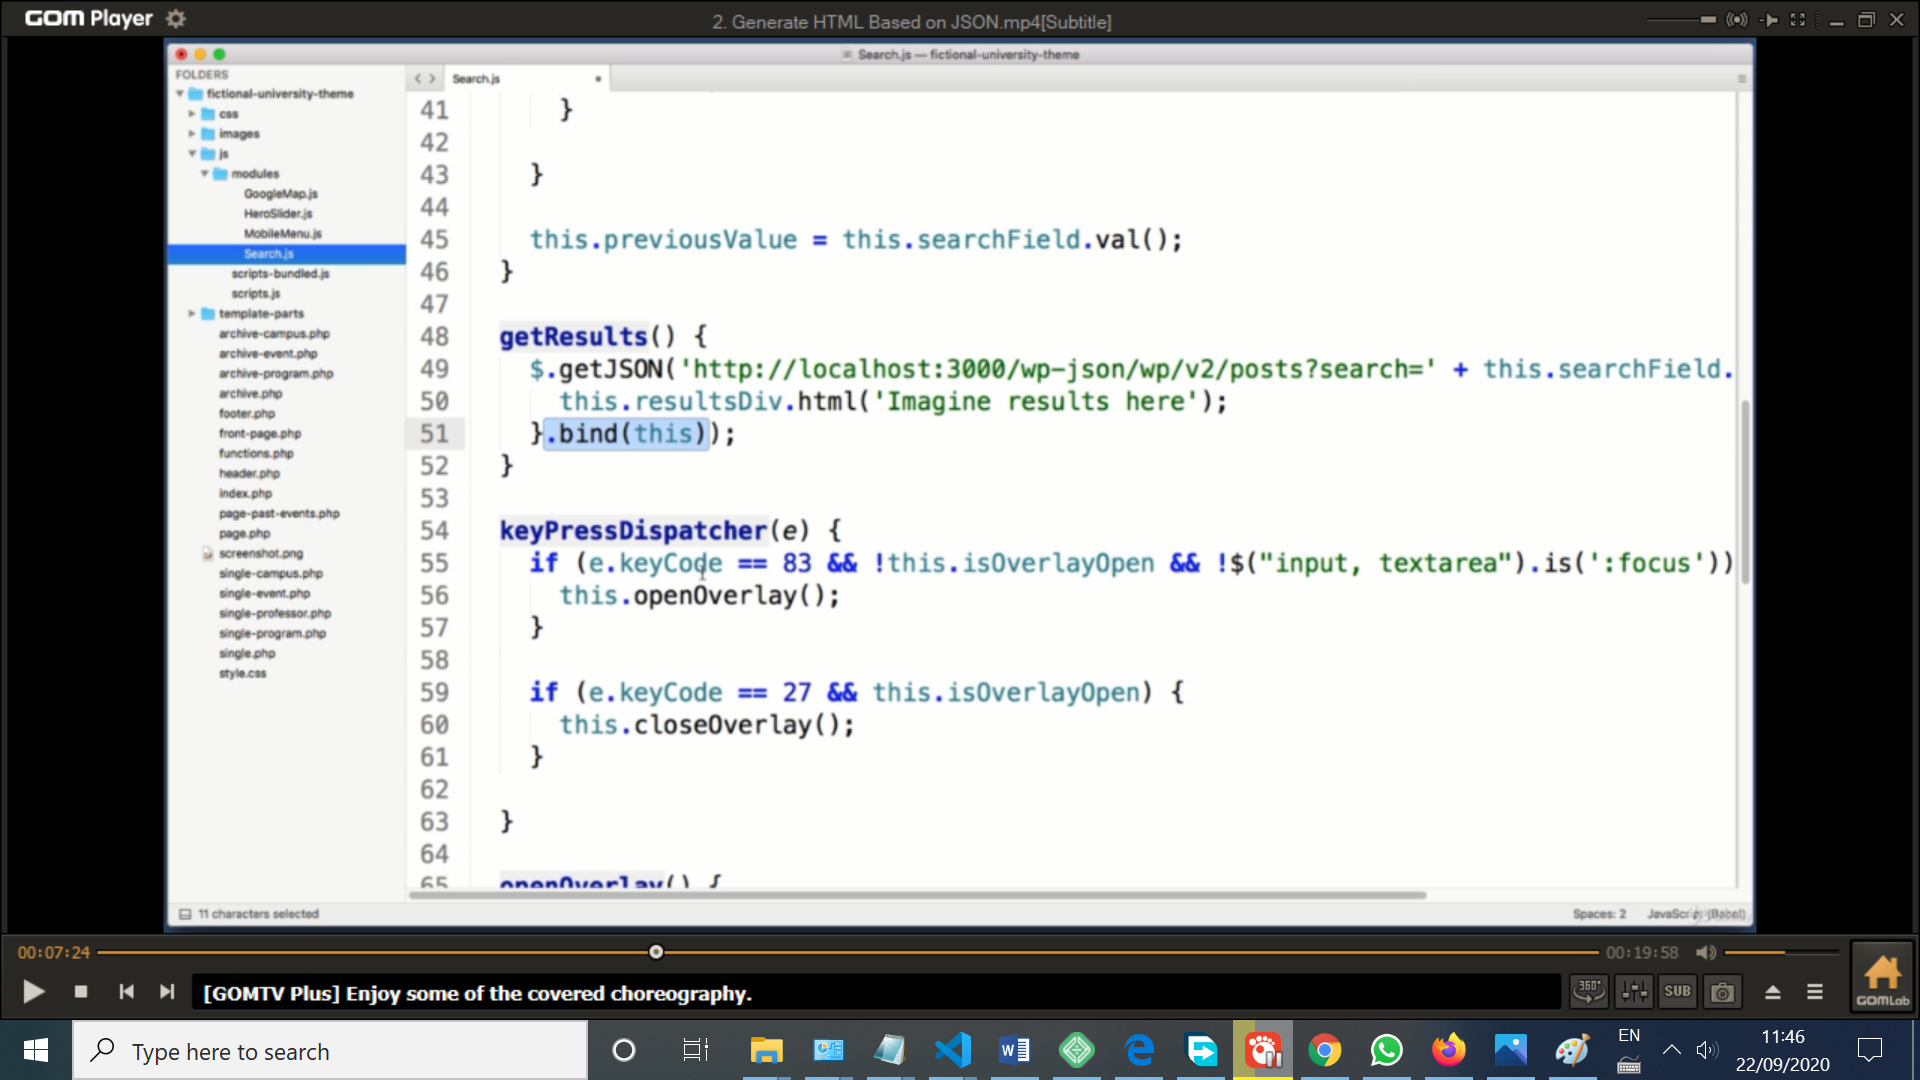 GOM Player
2. Generate HTML Based on JSON.mp4[Subtitle]
Search.js — fictional-university-theme
FOLDERS
fictional-university-theme
css
images
js
modules
GoogleMap.js
HeroSlider.js
MobileMenu.js
Search.js
scripts-bundled.js
scripts.js
template-parts
archive-campus.php
archive-event.php
archive-program.php
archive.php
footer.php
front-page.php
functions.php
header.php
index.php
page-past-events.php
page.php
screenshot.png
single-campus.php
single-event.php
single-professor.php
single-program.php
single.php
style.css
Search.js
41 }
42
43 }
44
45 this.previousValue = this.searchField.val();
46 }
47
48 getResults() {
49 $.getJSON('http://localhost:3000/wp-json/wp/v2/posts?search=' + this.searchField.
50 this.resultsDiv.html('Imagine results here');
51 }.bind(this));
52 }
53
54 keyPressDispatcher(e) {
55 if (e.keyCode == 83 && !this.isOverlayOpen && !$("input, textarea").is(':focus'))
56 this.openOverlay();
57 }
58
59 if (e.keyCode == 27 && this.isOverlayOpen) {
60 this.closeOverlay();
61 }
62
63 }
64
65 openOverlay() {
11 characters selected
Spaces: 2
JavaScript (Babel)
00:07:24
00:19:58
[GOMTV Plus] Enjoy some of the covered choreography.
360°
SUB
GOMLab
Type here to search
EN
11:46
22/09/2020